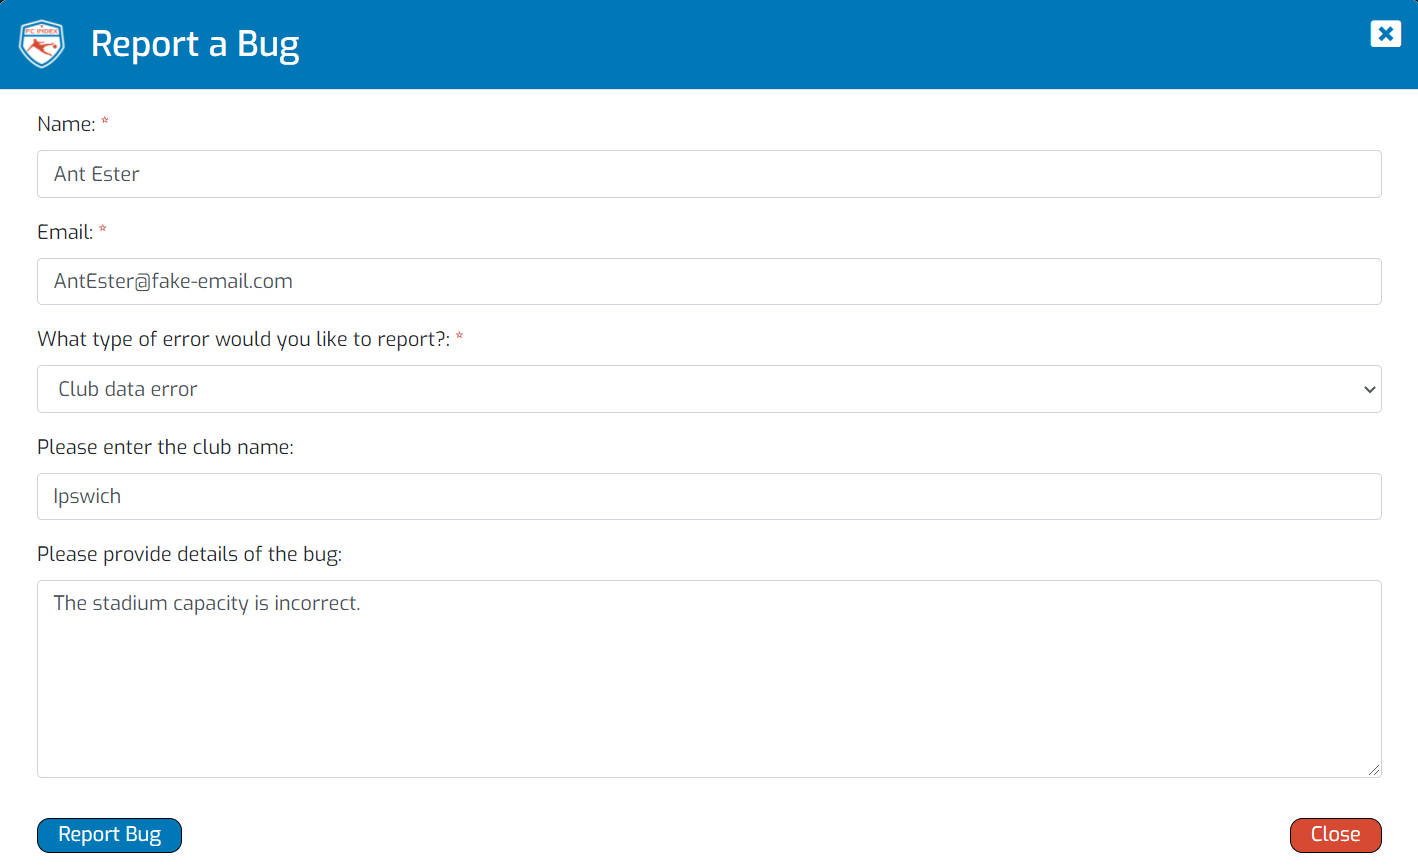 FC INDEX
Report a Bug
Name: *
Ant Ester
Email: *
AntEster@fake-email.com
What type of error would you like to report?: *
Club data error
Please enter the club name:
Ipswich
Please provide details of the bug:
The stadium capacity is incorrect.
Report Bug
Close